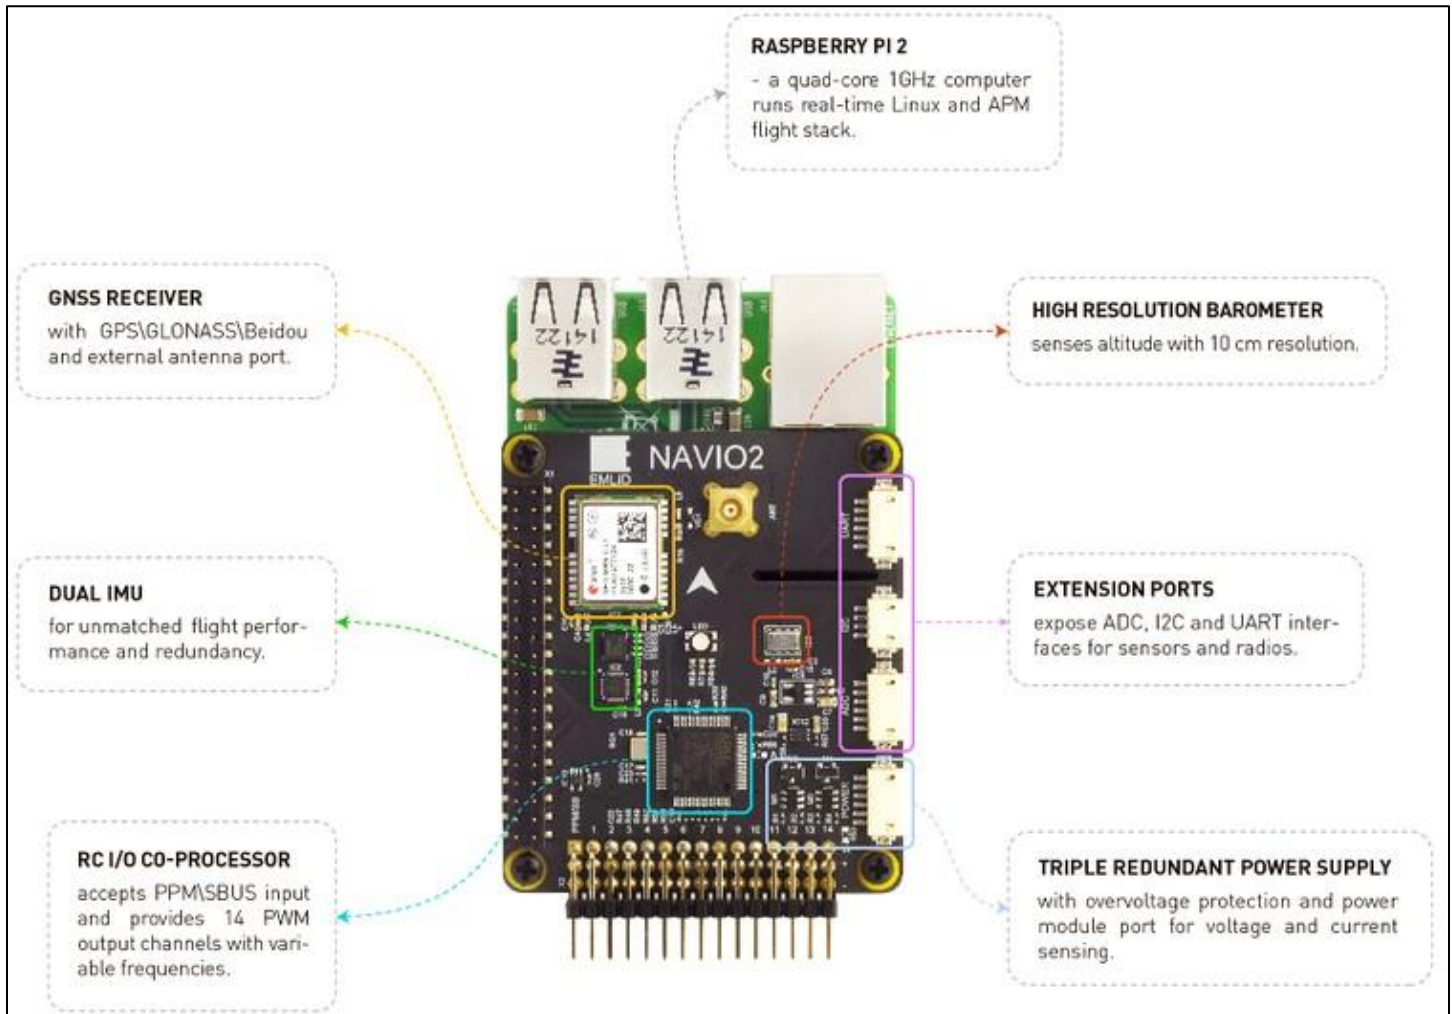 RASPBERRY PI 2
- a quad-core 1GHz computer
runs real-time Linux and APM
flight stack.
GNSS RECEIVER
with GPS\GLONASS\Beidou
and external antenna port.
HIGH RESOLUTION BAROMETER
senses altitude with 10 cm resolution.
14122
14122
NAVIO2
EMLID
UART
DUAL IMU
for unmatched flight perfor-
mance and redundancy.
EXTENSION PORTS
expose ADC, I2C and UART inter-
faces for sensors and radios.
LED
I2C
ADC
POWER
PPM/SB 1 2 3 4 5 6 7 8 9 10 11 12 13 14
RC I/O CO-PROCESSOR
accepts PPM\SBUS input
and provides 14 PWM
output channels with vari-
able frequencies.
TRIPLE REDUNDANT POWER SUPPLY
with overvoltage protection and power
module port for voltage and current
sensing.